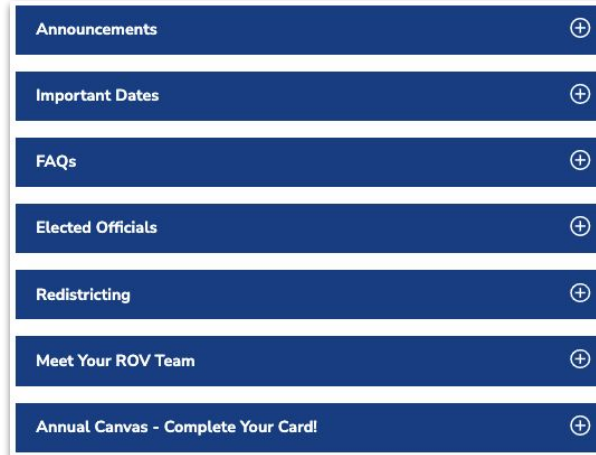 Announcements
Important Dates
FAQs
Elected Officials
Redistricting
Meet Your ROV Team
Annual Canvas - Complete Your Card!